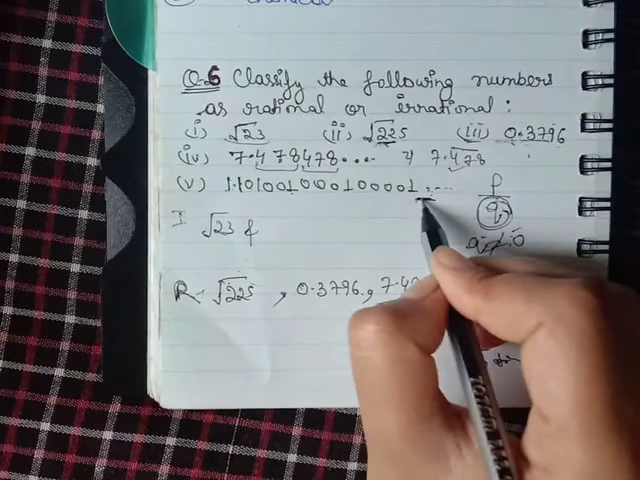 Q.6 Classify the following numbers
as rational or irrational:
(i) √23 (ii) √225 (iii) 0.3796
(iv) 7.478478.... 7.478
(v) 1.101001000100001....
p
q
q ≠ 0
I √23 &
R: √225, 0.3796, 7.4